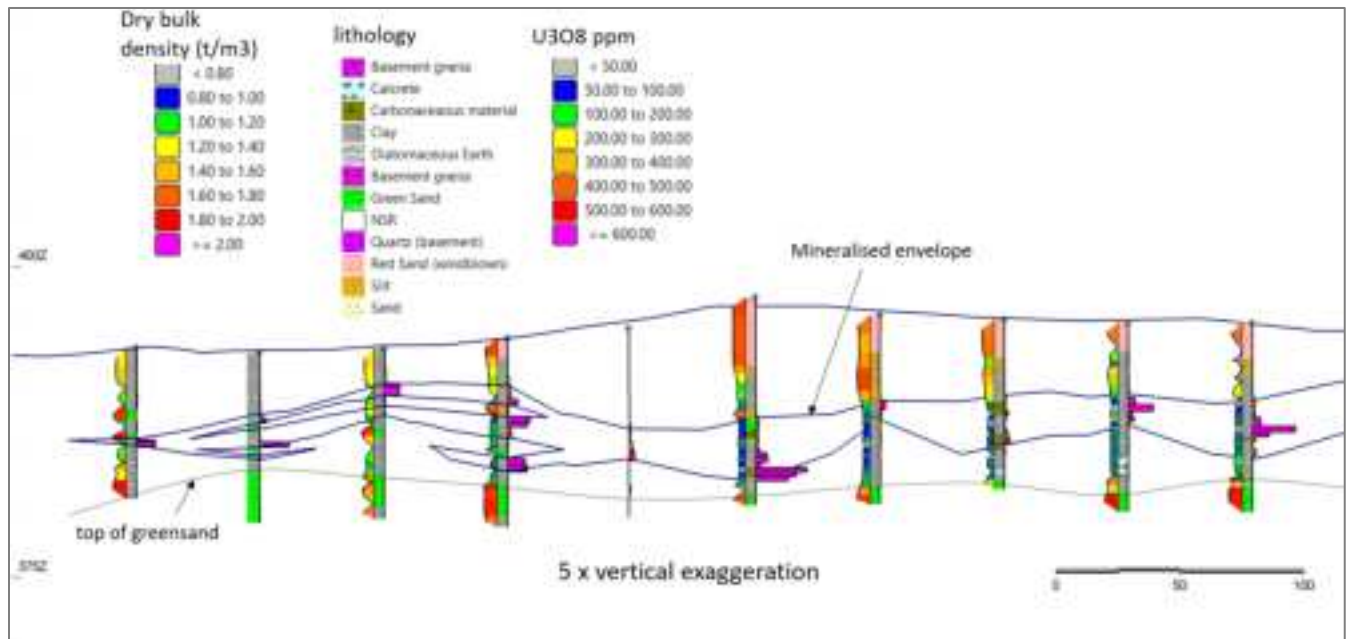 Dry bulk
density (t/m3)
< 0.80
0.80 to 1.00
1.00 to 1.20
1.20 to 1.40
1.40 to 1.60
1.60 to 1.80
1.80 to 2.00
>= 2.00
lithology
Basement gneiss
Calcrete
Carbonaceaous material
Clay
Diatomaceous Earth
Basement gneiss
Green Sand
NSR
Quartz (basement)
Red Sand (windblown)
Silt
Sand
U3O8 ppm
< 50.00
50.00 to 100.00
100.00 to 200.00
200.00 to 300.00
300.00 to 400.00
400.00 to 500.00
500.00 to 600.00
>= 600.00
400Z
Mineralised envelope
top of greensand
375Z
5 x vertical exaggeration
0 50 100